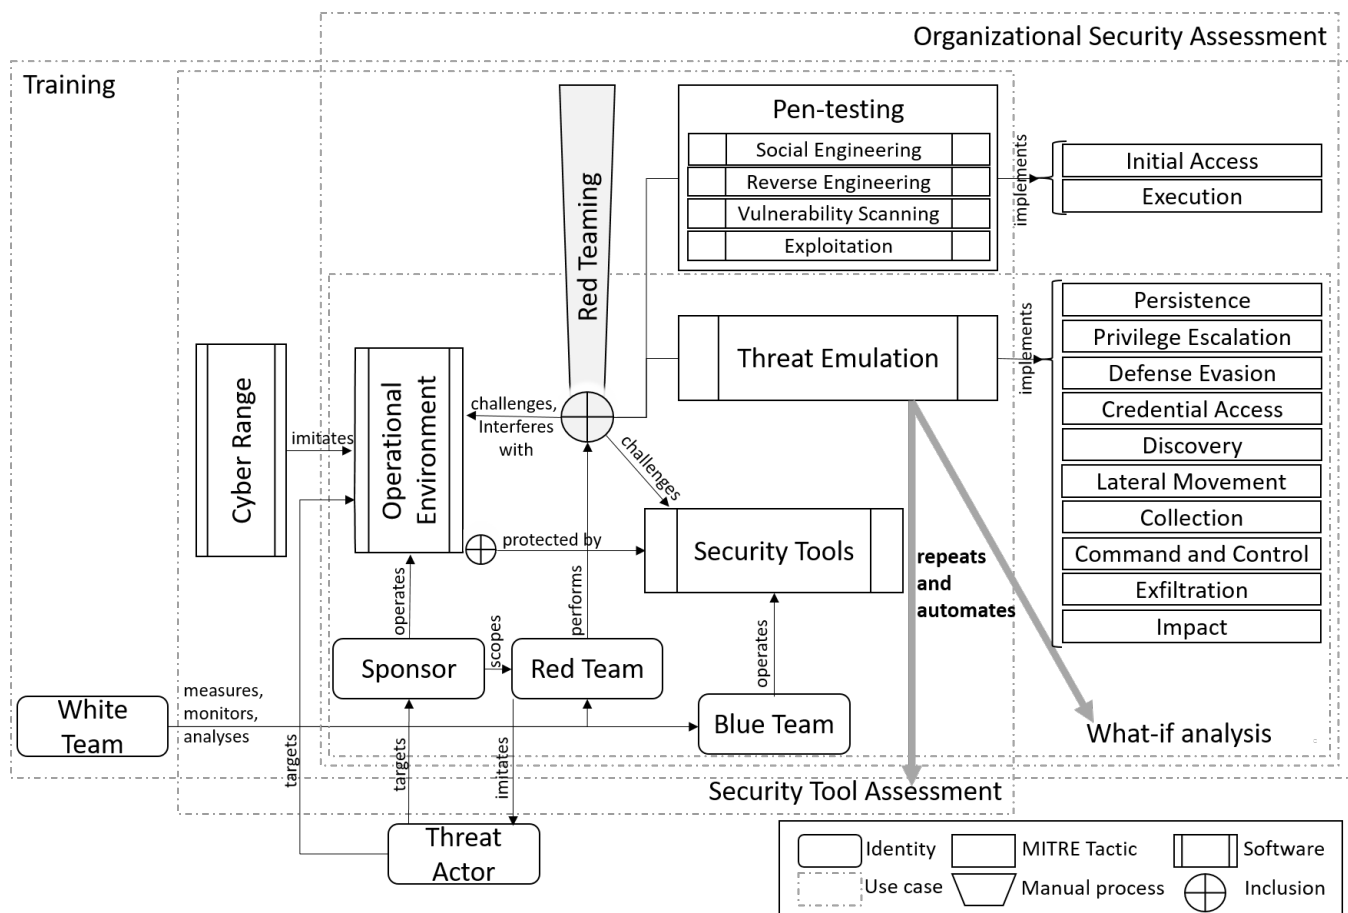 Organizational Security Assessment
Training
Pen-testing
Social Engineering
Reverse Engineering
Vulnerability Scanning
Exploitation
implements
Initial Access
Execution
Red Teaming
Threat Emulation
implements
Persistence
Privilege Escalation
Defense Evasion
Credential Access
Discovery
Lateral Movement
Collection
Command and Control
Exfiltration
Impact
Cyber Range
imitates
Operational
Environment
challenges,
Interferes
with
challenges
protected by
Security Tools
repeats
and
automates
operates
scopes
performs
operates
Sponsor
Red Team
Blue Team
White
Team
measures,
monitors,
analyses
targets
targets
imitates
What-if analysis
Security Tool Assessment
Threat
Actor
Identity
MITRE Tactic
Software
Use case
Manual process
Inclusion